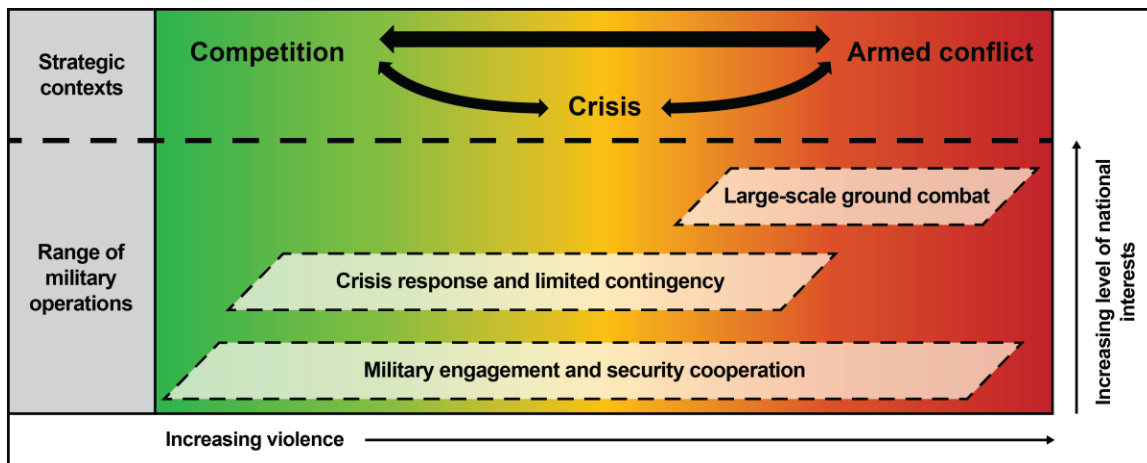 Strategic
contexts
Competition
Armed conflict
Crisis
Range of
military
operations
Large-scale ground combat
Crisis response and limited contingency
Military engagement and security cooperation
Increasing level of national
interests
Increasing violence